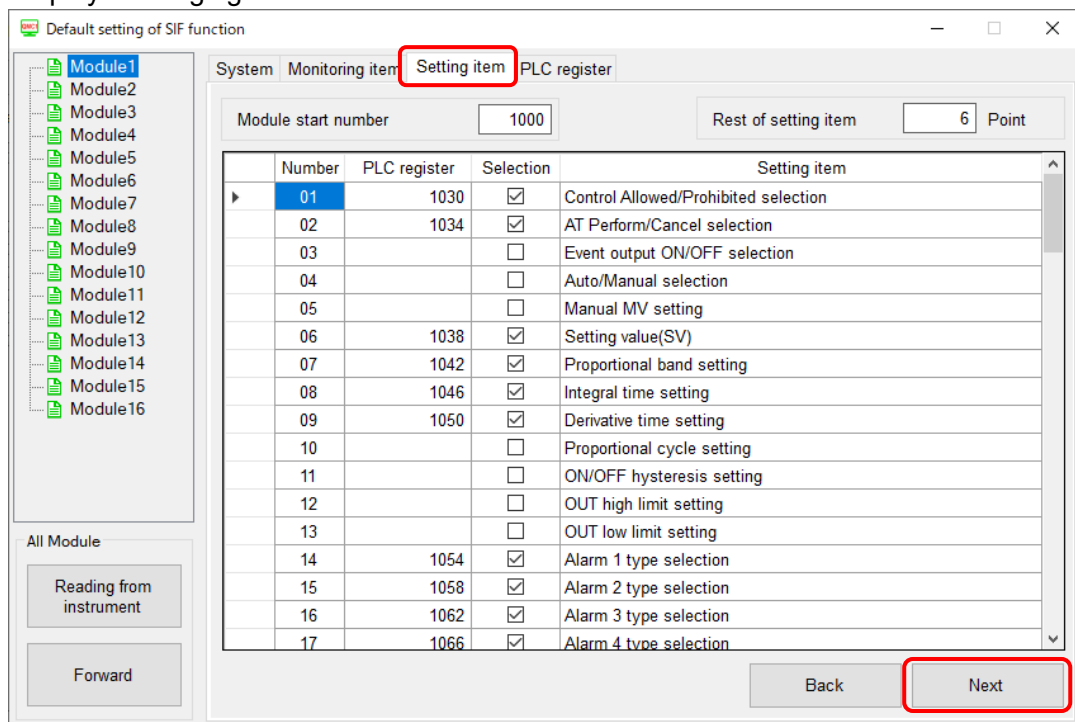 Default setting of SIF function
Module1
Module2
Module3
Module4
Module5
Module6
Module7
Module8
Module9
Module10
Module11
Module12
Module13
Module14
Module15
Module16
All Module
Reading from
instrument
Forward
System Monitoring item Setting item PLC register
Module start number 1000 Rest of setting item 6 Point
Number PLC register Selection Setting item
01 1030 Control Allowed/Prohibited selection
02 1034 AT Perform/Cancel selection
03 Event output ON/OFF selection
04 Auto/Manual selection
05 Manual MV setting
06 1038 Setting value(SV)
07 1042 Proportional band setting
08 1046 Integral time setting
09 1050 Derivative time setting
10 Proportional cycle setting
11 ON/OFF hysteresis setting
12 OUT high limit setting
13 OUT low limit setting
14 1054 Alarm 1 type selection
15 1058 Alarm 2 type selection
16 1062 Alarm 3 type selection
17 1066 Alarm 4 type selection
Back Next